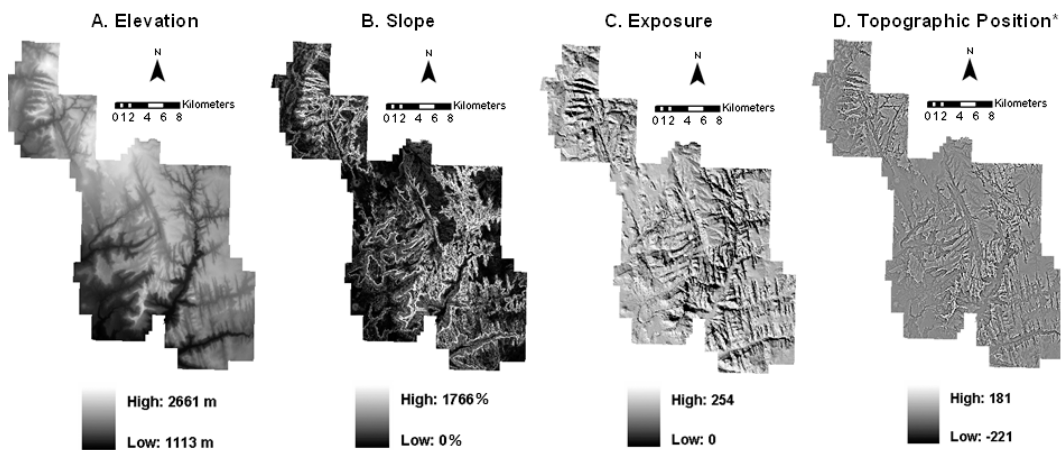 A. Elevation
B. Slope
C. Exposure
D. Topographic Position*
N
N
N
N
Kilometers
Kilometers
Kilometers
Kilometers
0 1 2 4 6 8
0 1 2 4 6 8
0 1 2 4 6 8
0 1 2 4 6 8
High: 2661 m
Low: 1113 m
High: 1766%
Low: 0%
High: 254
Low: 0
High: 181
Low: -221